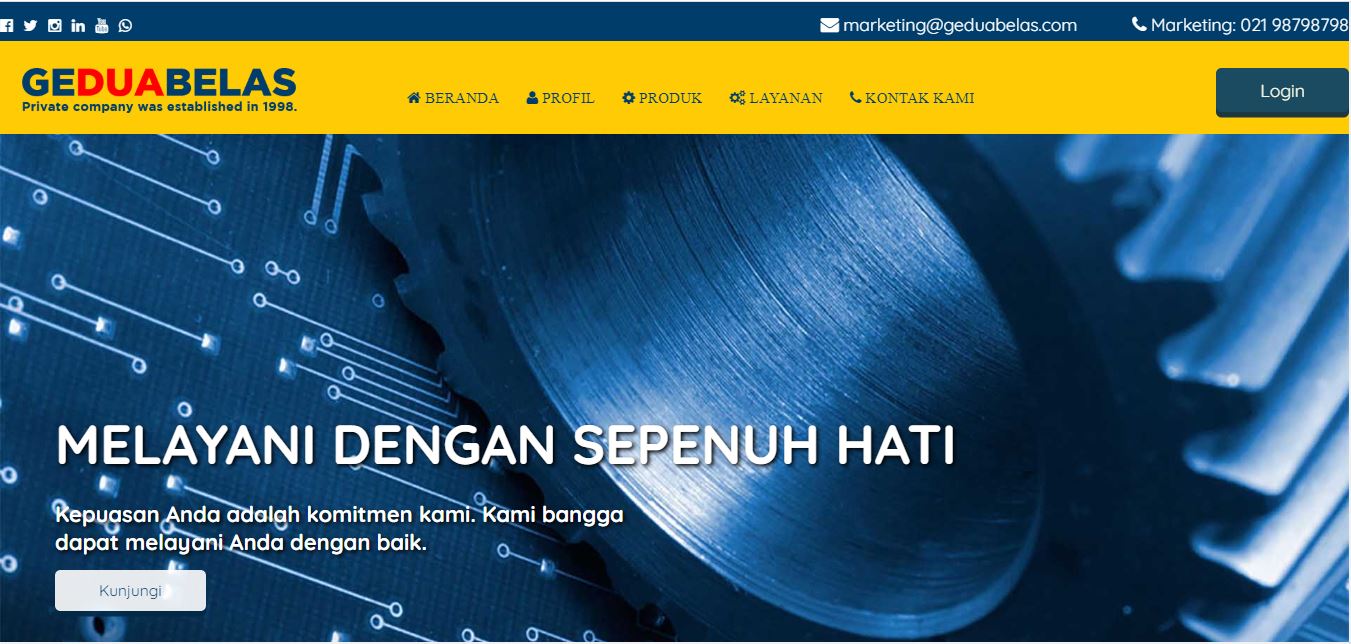 marketing@geduabelas.com
Marketing: 021 98798798
GEDUABELAS
Private company was established in 1998.
BERANDA
PROFIL
PRODUK
LAYANAN
KONTAK KAMI
Login
MELAYANI DENGAN SEPENUH HATI
Kepuasan Anda adalah komitmen kami. Kami bangga
dapat melayani Anda dengan baik.
Kunjungi